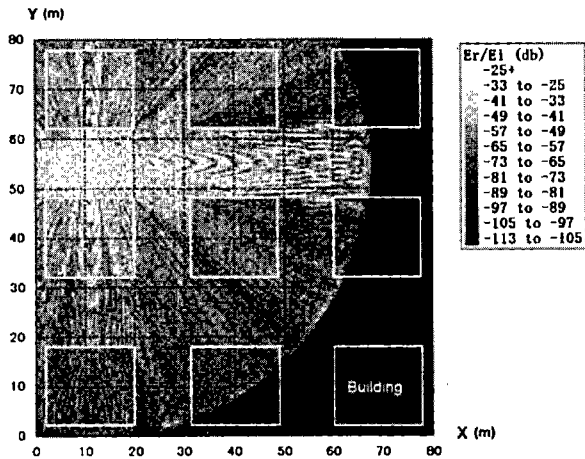 Y (m)
80
70
60
50
40
30
20
10
0
0 10 20 30 40 50 60 70 80
X (m)
Building
Er/Ei (db)
-25+
-33 to -25
-41 to -33
-49 to -41
-57 to -49
-65 to -57
-73 to -65
-81 to -73
-89 to -81
-97 to -89
-105 to -97
-113 to -105